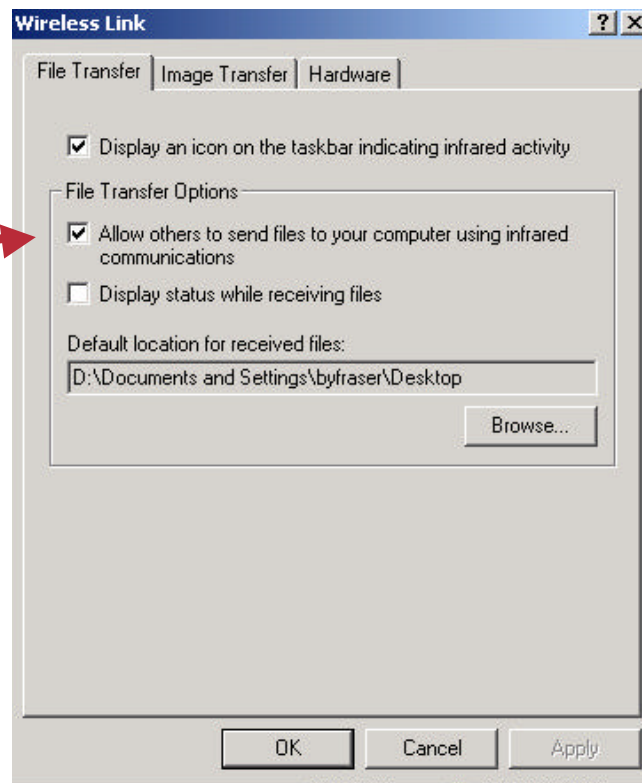 Wireless Link
File Transfer Image Transfer Hardware
Display an icon on the taskbar indicating infrared activity
File Transfer Options
Allow others to send files to your computer using infrared
communications
Display status while receiving files
Default location for received files:
D:\Documents and Settings\byfraser\Desktop
Browse...
OK Cancel Apply